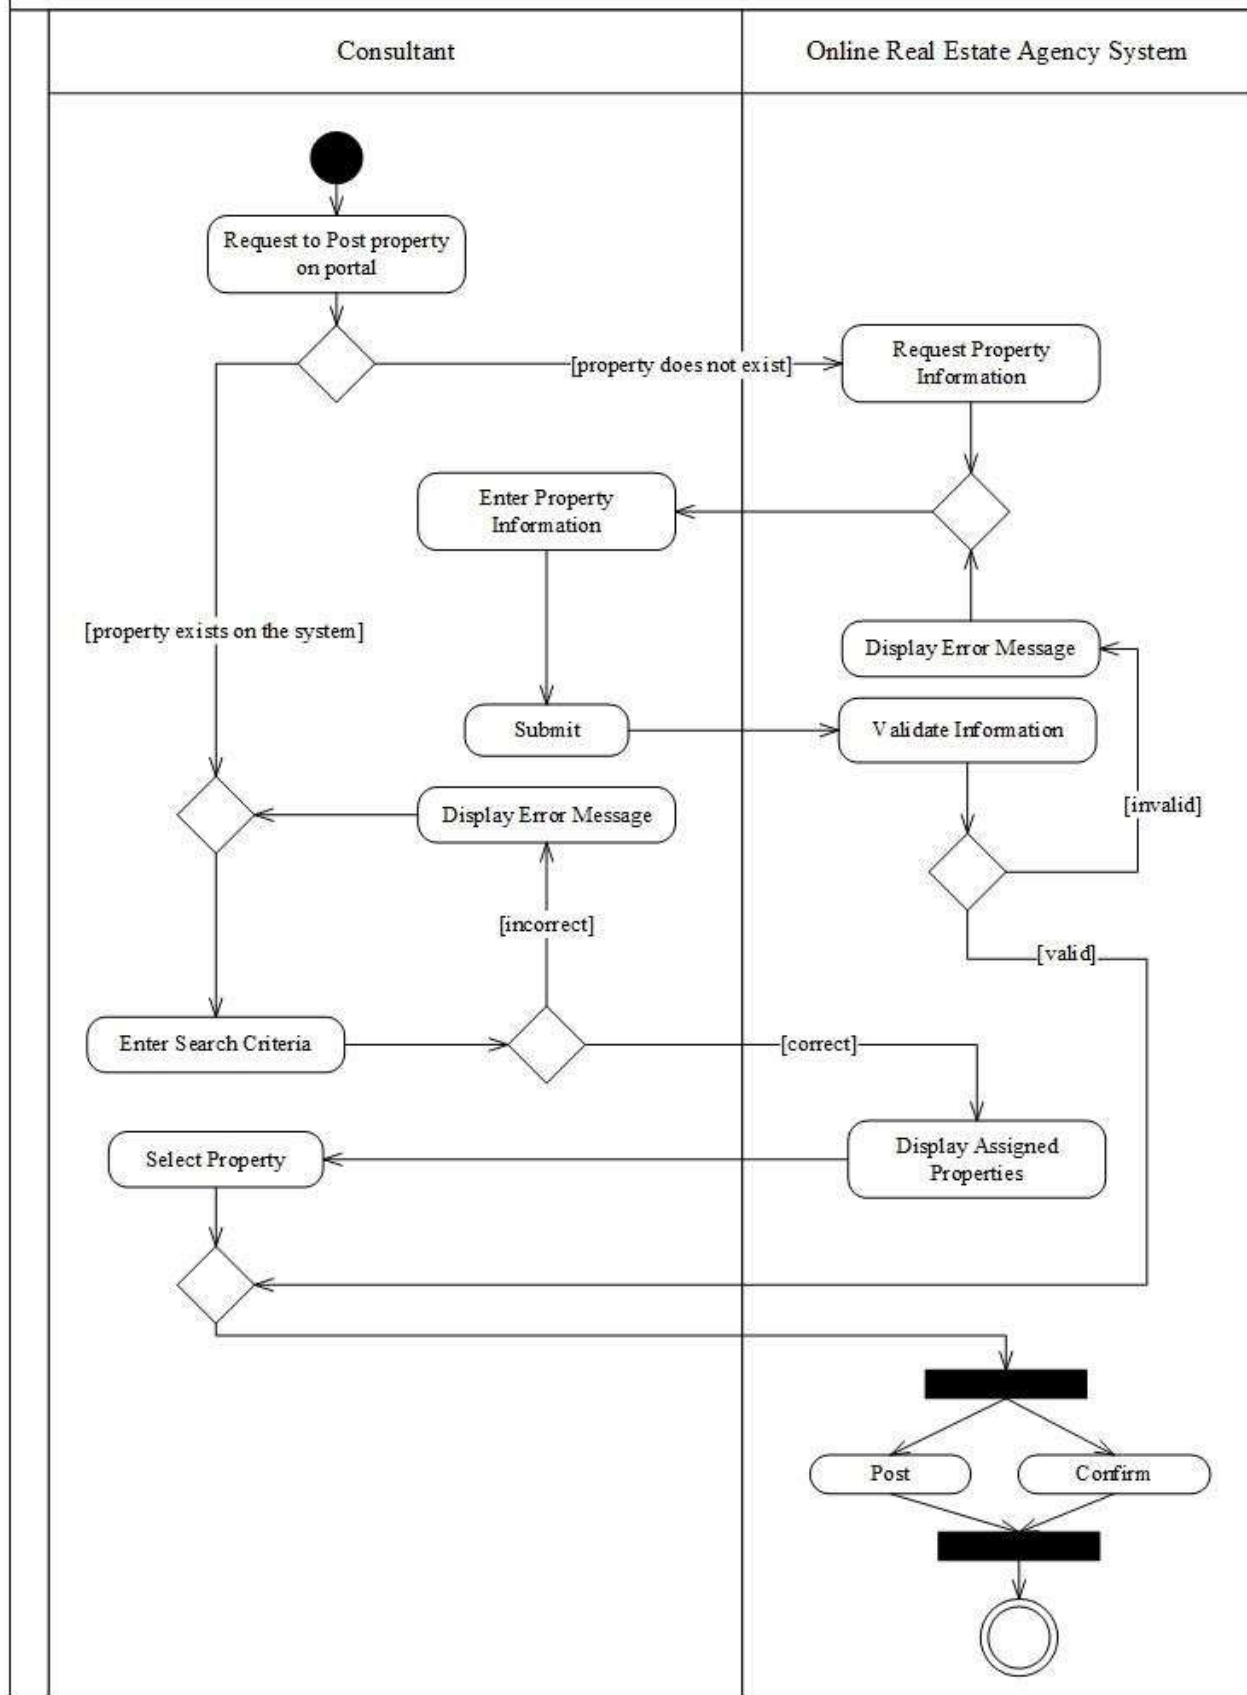 Consultant
Online Real Estate Agency System
Request to Post property
on portal
[property does not exist]
Request Property
Information
Enter Property
Information
[property exists on the system]
Display Error Message
Submit
Validate Information
Display Error Message
[invalid]
[incorrect]
[valid]
Enter Search Criteria
[correct]
Select Property
Display Assigned
Properties
Post
Confirm